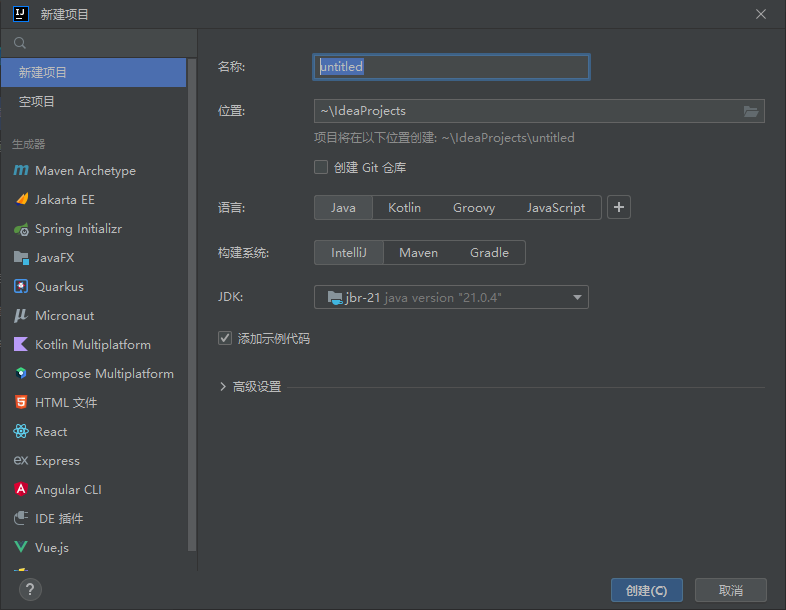 新建项目
新建项目
空项目
生成器
Maven Archetype
Jakarta EE
Spring Initializr
JavaFX
Quarkus
Micronaut
Kotlin Multiplatform
Compose Multiplatform
HTML 文件
React
Express
Angular CLI
IDE 插件
Vue.js
名称: untitled
位置: ~\IdeaProjects
项目将在以下位置创建: ~\IdeaProjects\untitled
创建 Git 仓库
语言: Java Kotlin Groovy JavaScript +
构建系统: IntelliJ Maven Gradle
JDK: jbr-21 java version "21.0.4"
添加示例代码
高级设置
? 创建(C) 取消